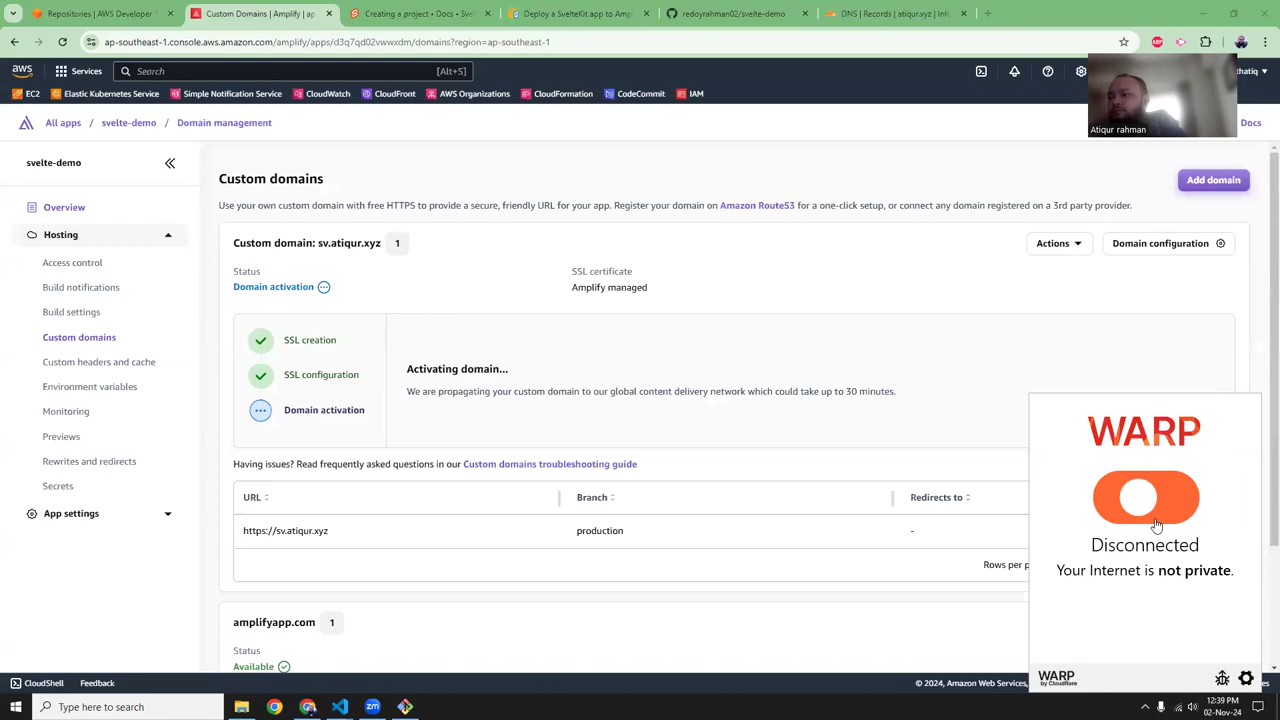 Repositories | AWS Developer T
Custom Domains | Amplify | ap
Creating a project • Docs • Svelt
Deploy a SvelteKit app to Amp
redoyrahman02/svelte-demo
DNS | Records | atiqur.xyz | Inf
ap-southeast-1.console.aws.amazon.com/amplify/apps/d3q7qd02vwwxdm/domains?region=ap-southeast-1
aws
Services
Search
[Alt+S]
thatiq
EC2
Elastic Kubernetes Service
Simple Notification Service
CloudWatch
CloudFront
AWS Organizations
CloudFormation
CodeCommit
IAM
Atiqur rahman
All apps / svelte-demo / Domain management
Docs
svelte-demo
Overview
Hosting
Access control
Build notifications
Build settings
Custom domains
Custom headers and cache
Environment variables
Monitoring
Previews
Rewrites and redirects
Secrets
App settings
Custom domains
Add domain
Use your own custom domain with free HTTPS to provide a secure, friendly URL for your app. Register your domain on Amazon Route53 for a one-click setup, or connect any domain registered on a 3rd party provider.
Custom domain: sv.atiqur.xyz 1
Actions
Domain configuration
Status
Domain activation
SSL certificate
Amplify managed
SSL creation
SSL configuration
Domain activation
Activating domain...
We are propagating your custom domain to our global content delivery network which could take up to 30 minutes.
Having issues? Read frequently asked questions in our Custom domains troubleshooting guide
URL
Branch
Redirects to
https://sv.atiqur.xyz
production
-
Rows per p
amplifyapp.com 1
Status
Available
WARP
Disconnected
Your Internet is not private.
WARP
by Cloudflare
CloudShell
Feedback
© 2024, Amazon Web Services,
es
Type here to search
12:39 PM
02-Nov-24